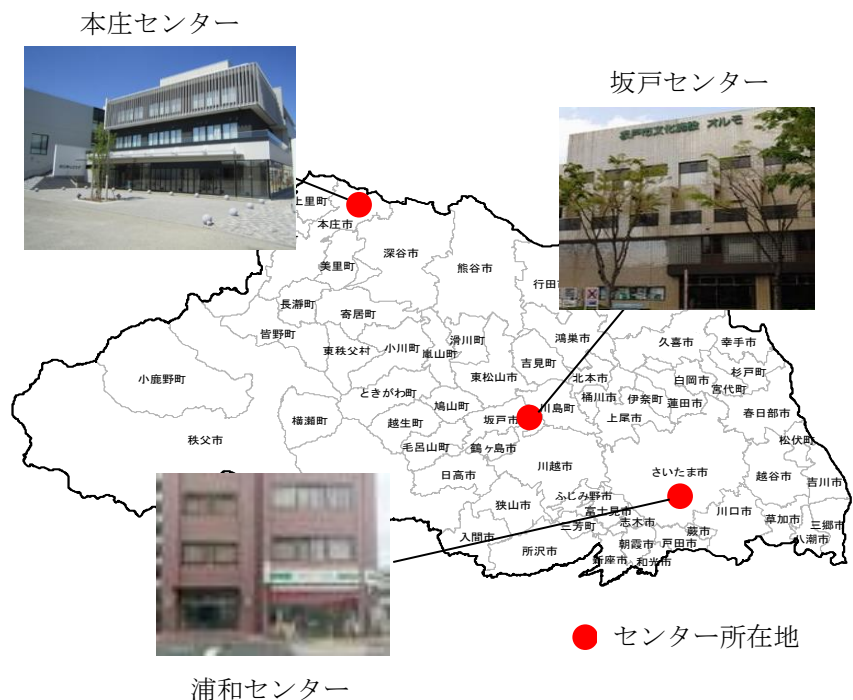 本庄センター
坂戸センター
坂戸市文化施設 オルモ
上里町
本庄市
深谷市
熊谷市
美里町
行田
長瀞町
寄居町
皆野町
東秩父村
小川町
嵐山町
滑川町
吉見町
鴻巣市
久喜市
幸手市
小鹿野町
ときがわ町
東松山市
北本市
桶川市
伊奈町
白岡市
蓮田市
宮代町
杉戸町
横瀬町
鳩山町
越生町
坂戸市
川島町
上尾市
春日部市
秩父市
毛呂山町
鶴ヶ島市
松伏町
日高市
川越市
さいたま市
越谷市
吉川市
狭山市
ふじみ野市
富士見市
三芳町
志木市
川口市
草加市
三郷市
八潮市
入間市
所沢市
朝霞市
戸田市
蕨市
新座市
和光市
センター所在地
浦和センター